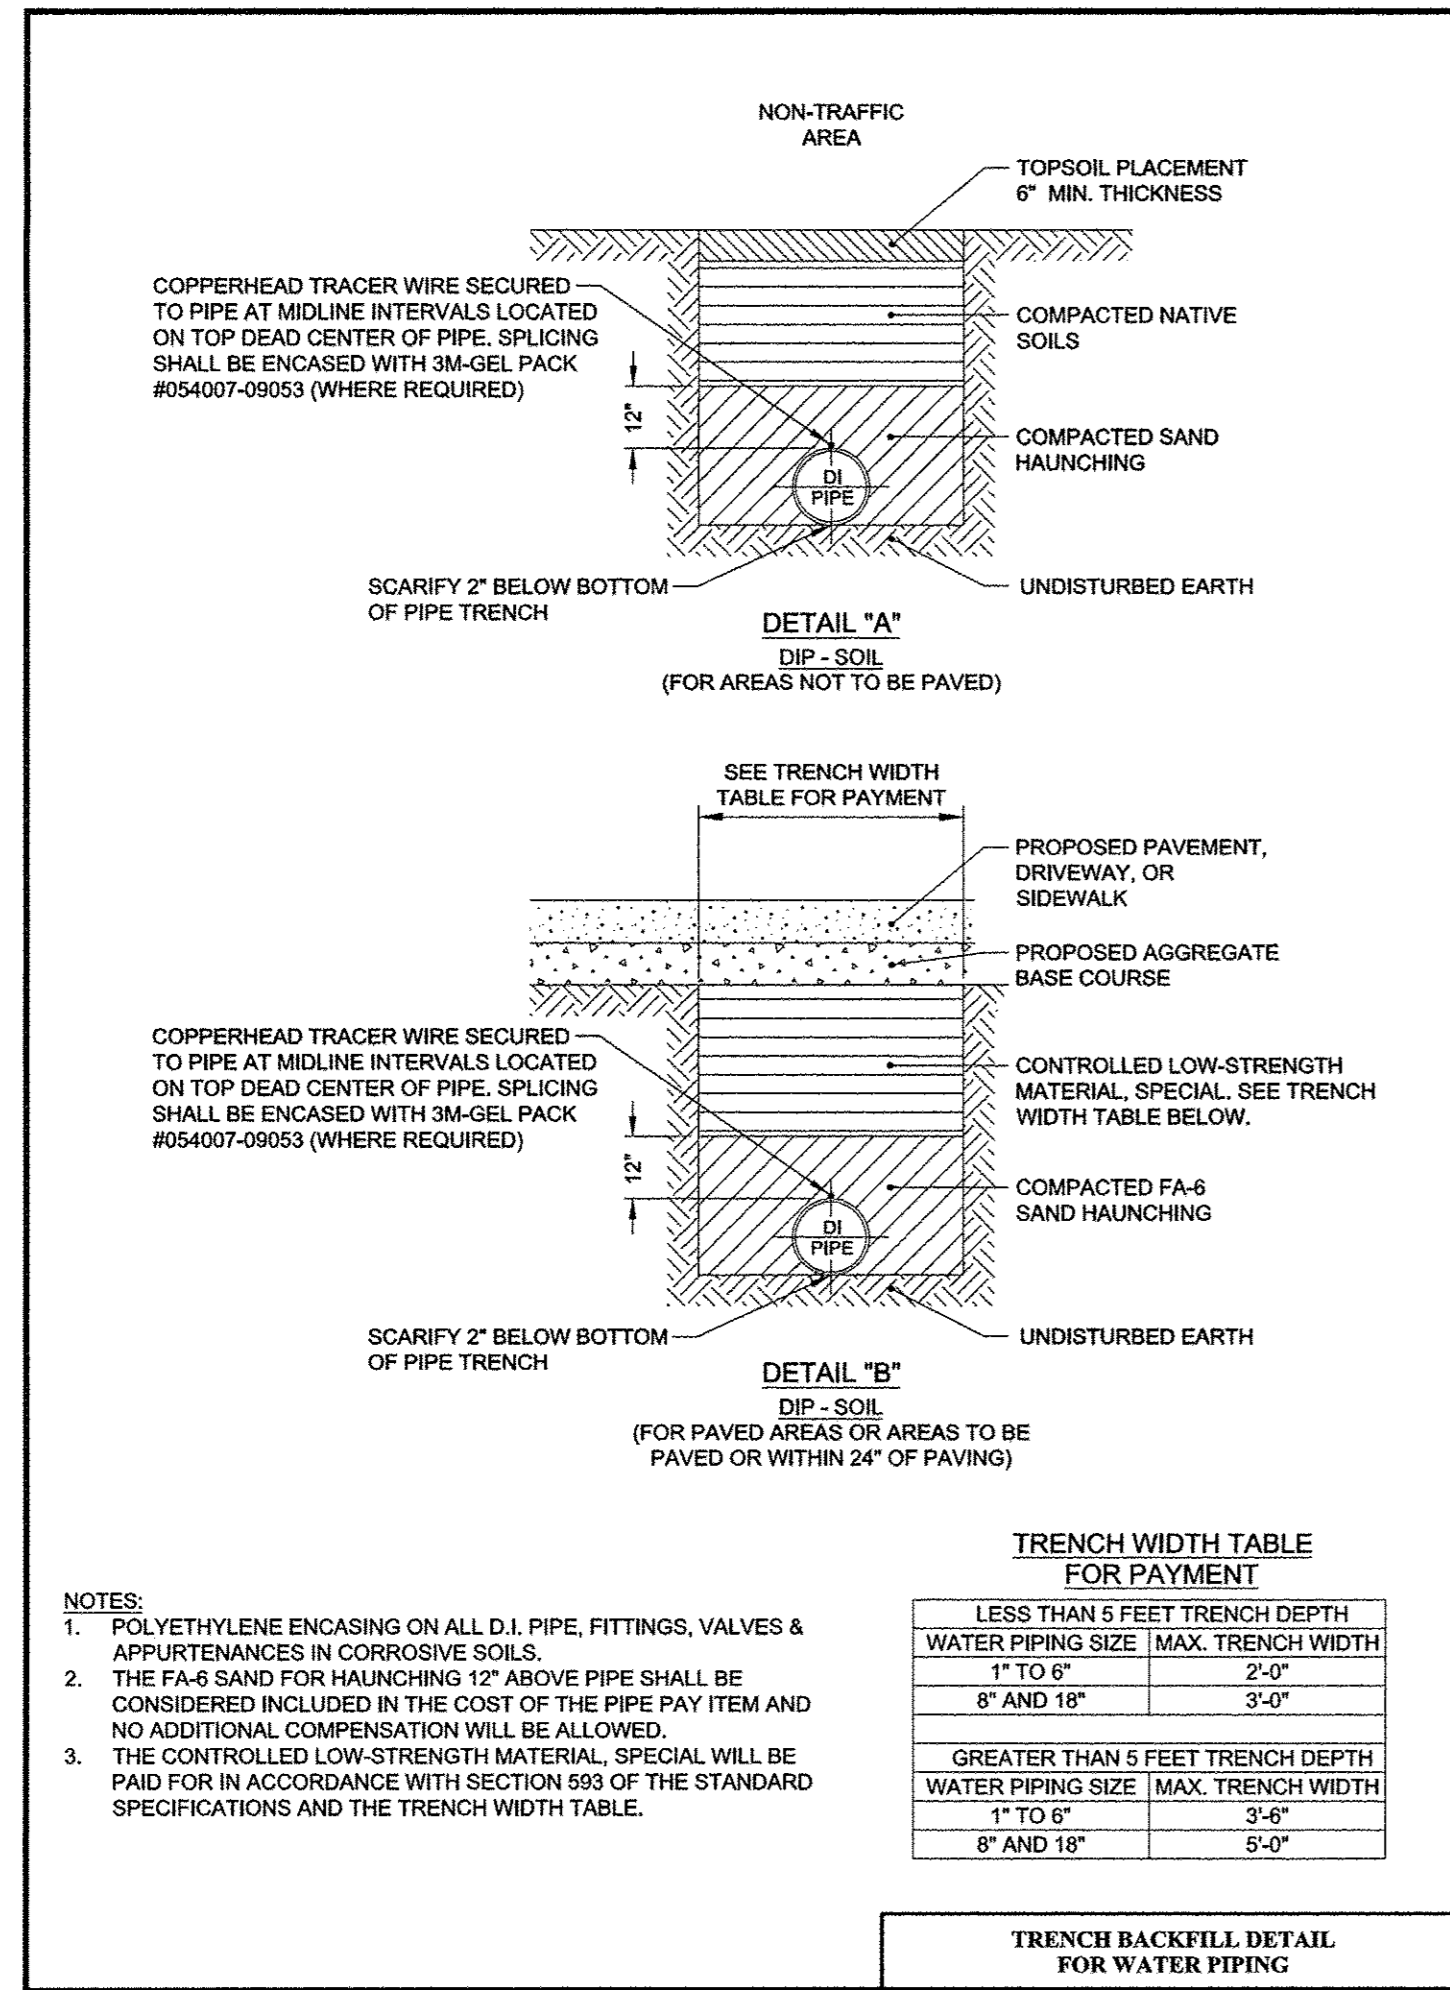 NON-TRAFFIC
AREA
TOPSOIL PLACEMENT
6" MIN. THICKNESS
COPPERHEAD TRACER WIRE SECURED
TO PIPE AT MIDLINE INTERVALS LOCATED
ON TOP DEAD CENTER OF PIPE. SPLICING
SHALL BE ENCASED WITH 3M-GEL PACK
#054007-09053 (WHERE REQUIRED)
COMPACTED NATIVE
SOILS
12"
COMPACTED SAND
HAUNCHING
DI
PIPE
SCARIFY 2" BELOW BOTTOM
OF PIPE TRENCH
UNDISTURBED EARTH
DETAIL "A"
DIP - SOIL
(FOR AREAS NOT TO BE PAVED)
SEE TRENCH WIDTH
TABLE FOR PAYMENT
PROPOSED PAVEMENT,
DRIVEWAY, OR
SIDEWALK
PROPOSED AGGREGATE
BASE COURSE
COPPERHEAD TRACER WIRE SECURED
TO PIPE AT MIDLINE INTERVALS LOCATED
ON TOP DEAD CENTER OF PIPE. SPLICING
SHALL BE ENCASED WITH 3M-GEL PACK
#054007-09053 (WHERE REQUIRED)
CONTROLLED LOW-STRENGTH
MATERIAL, SPECIAL. SEE TRENCH
WIDTH TABLE BELOW.
12"
COMPACTED FA-6
SAND HAUNCHING
DI
PIPE
SCARIFY 2" BELOW BOTTOM
OF PIPE TRENCH
UNDISTURBED EARTH
DETAIL "B"
DIP - SOIL
(FOR PAVED AREAS OR AREAS TO BE
PAVED OR WITHIN 24" OF PAVING)
NOTES:
1. POLYETHYLENE ENCASING ON ALL D.I. PIPE, FITTINGS, VALVES &
APPURTENANCES IN CORROSIVE SOILS.
2. THE FA-6 SAND FOR HAUNCHING 12" ABOVE PIPE SHALL BE
CONSIDERED INCLUDED IN THE COST OF THE PIPE PAY ITEM AND
NO ADDITIONAL COMPENSATION WILL BE ALLOWED.
3. THE CONTROLLED LOW-STRENGTH MATERIAL, SPECIAL WILL BE
PAID FOR IN ACCORDANCE WITH SECTION 593 OF THE STANDARD
SPECIFICATIONS AND THE TRENCH WIDTH TABLE.
TRENCH WIDTH TABLE
FOR PAYMENT
LESS THAN 5 FEET TRENCH DEPTH
WATER PIPING SIZE MAX. TRENCH WIDTH
1" TO 6" 2'-0"
8" AND 18" 3'-0"
GREATER THAN 5 FEET TRENCH DEPTH
WATER PIPING SIZE MAX. TRENCH WIDTH
1" TO 6" 3'-6"
8" AND 18" 5'-0"
TRENCH BACKFILL DETAIL
FOR WATER PIPING